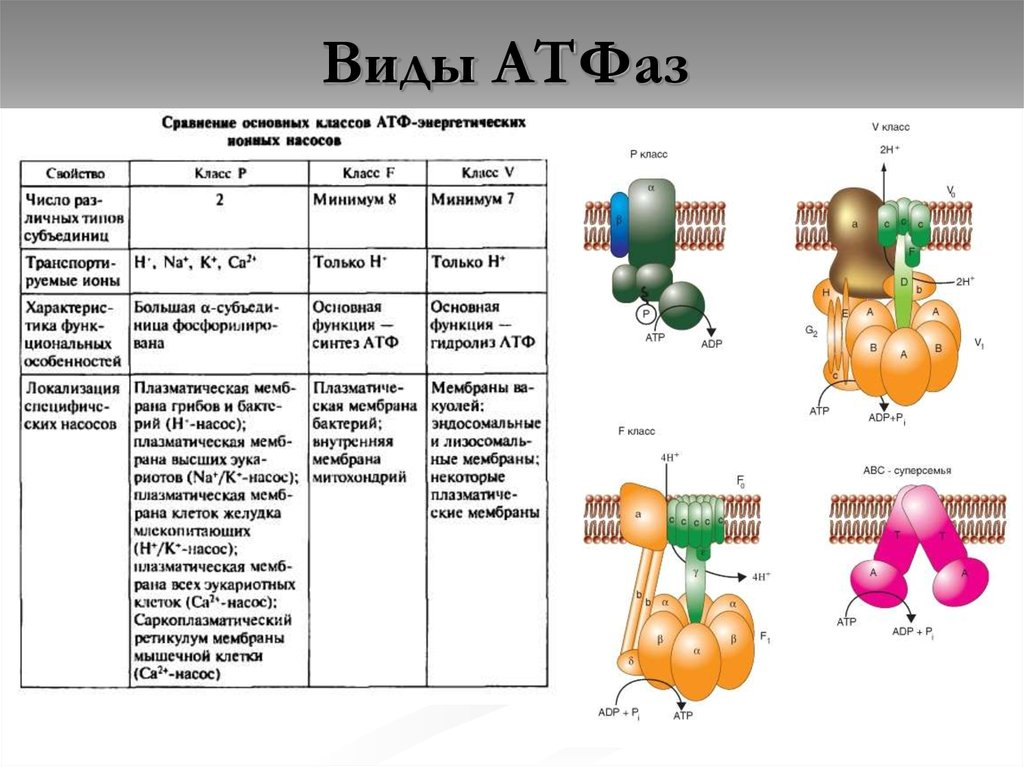 Виды АТФаз
Сравнение основных классов АТФ-энергетических
ионных насосов
Свойство
Класс P
Класс F
Класс V
Число раз-
личных типов
субъединиц
2
Минимум 8
Минимум 7
Транспорти-
руемые ионы
H⁺, Na⁺, K⁺, Ca²⁺
Только H⁺
Только H⁺
Характерис-
тика функ-
циональных
особенностей
Большая α-субъеди-
ница фосфорилиро-
вана
Основная
функция —
синтез АТФ
Основная
функция —
гидролиз АТФ
Локализация
специфичес-
ских насосов
Плазматическая мемб-
рана грибов и бакте-
рий (H⁺-насос);
плазматическая мемб-
рана высших эука-
риотов (Na⁺/K⁺-насос);
плазматическая мемб-
рана клеток желудка
млекопитающих
(H⁺/K⁺-насос);
плазматическая мемб-
рана всех эукариотных
клеток (Ca²⁺-насос);
Саркоплазматический
ретикулум мембраны
мышечной клетки
(Ca²⁺-насос)
Плазматиче-
ская мембрана
бактерий;
внутренняя
мембрана
митохондрий
Мембраны ва-
куолей;
эндосомальные
и лизосомаль-
ные мембраны;
некоторые
плазматиче-
ские мембраны
P класс
α
β
P
ATP
ADP
V класс
2H⁺
V₀
a
c
c
c
F
D
b
2H⁺
H
E
A
A
G₂
B
A
B
V₁
c
ATP
ADP+Pᵢ
F класс
4H⁺
F₀
a
c
c
c
c
c
ε
γ
4H⁺
b
b
α
α
β
β
F₁
α
δ
ADP + Pᵢ
ATP
ABC - суперсемья
T
T
A
A
ATP
ADP + Pᵢ